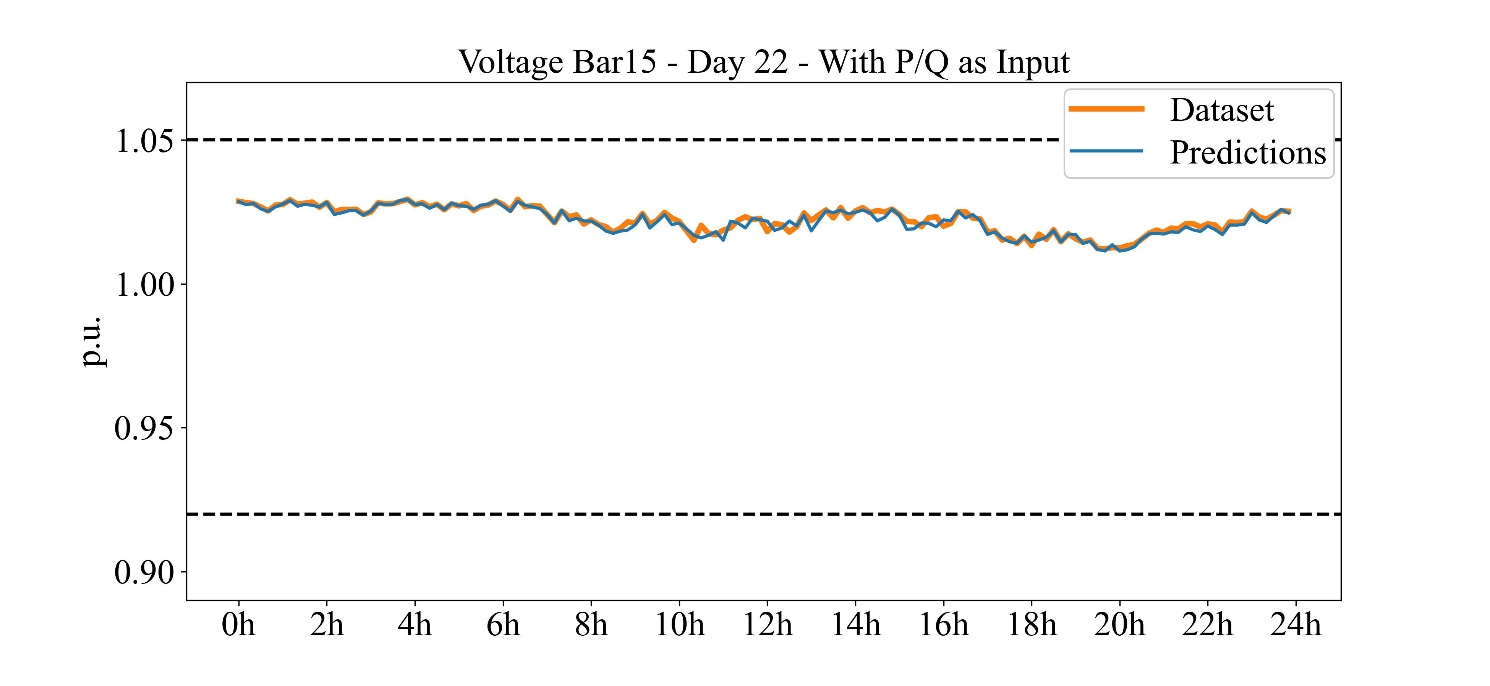 Voltage Bar15 - Day 22 - With P/Q as Input
Dataset
Predictions
1.05
1.00
0.95
0.90
p.u.
0h 2h 4h 6h 8h 10h 12h 14h 16h 18h 20h 22h 24h